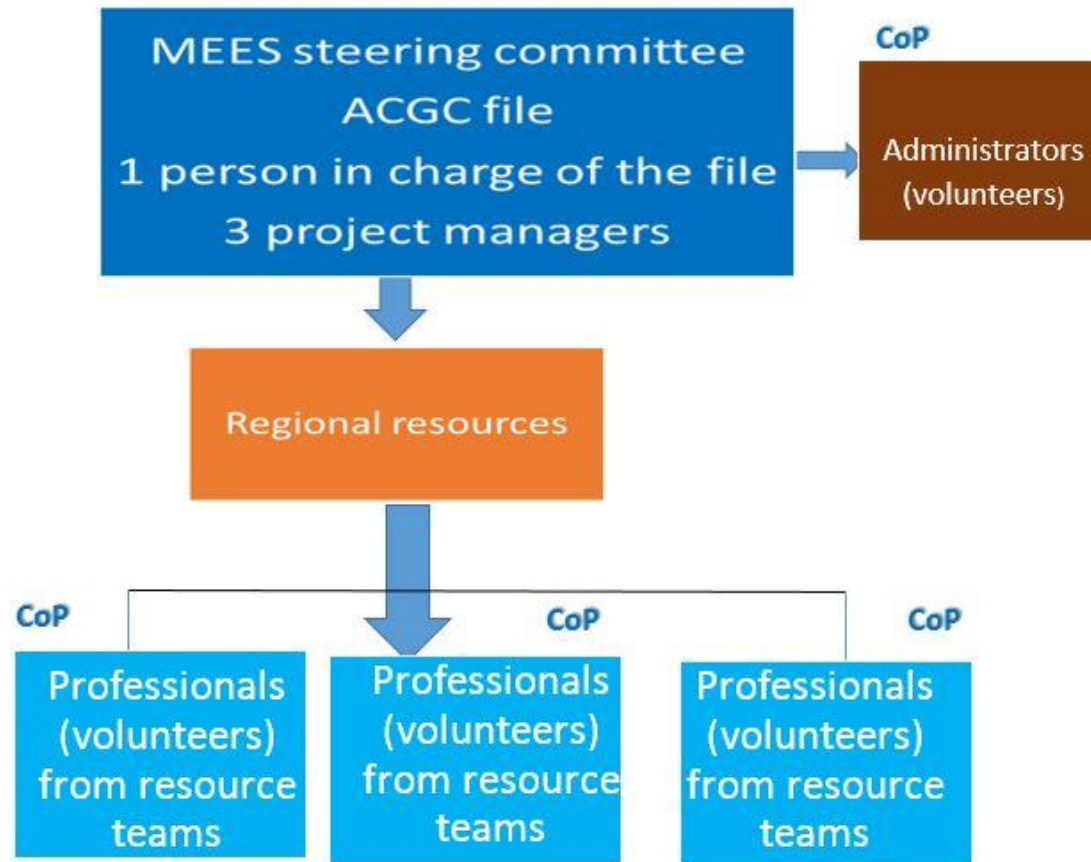 MEES steering committee
ACGC file
1 person in charge of the file
3 project managers
CoP
Administrators
(volunteers)
Regional resources
CoP
Professionals
(volunteers)
from resource
teams
CoP
Professionals
(volunteers)
from resource
teams
CoP
Professionals
(volunteers)
from resource
teams